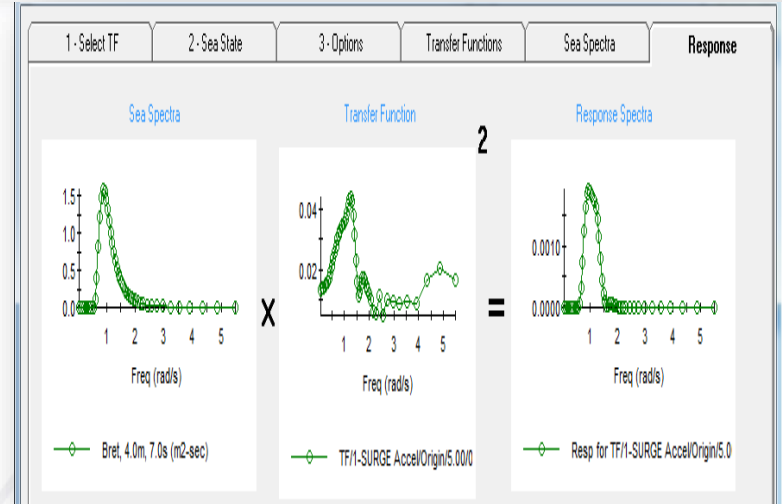 1 - Select TF
2 - Sea State
3 - Options
Transfer Functions
Sea Spectra
Response
Sea Spectra
1.5
1.0
0.5
0.0
1 2 3 4 5
Freq (rad/s)
Bret, 4.0m, 7.0s (m2-sec)
x
Transfer Function
2
0.04
0.02
1 2 3 4 5
Freq (rad/s)
TF/1-SURGE Accel/Origin/5.00/0
=
Response Spectra
0.0010
0.0000
1 2 3 4 5
Freq (rad/s)
Resp for TF/1-SURGE Accel/Origin/5.0